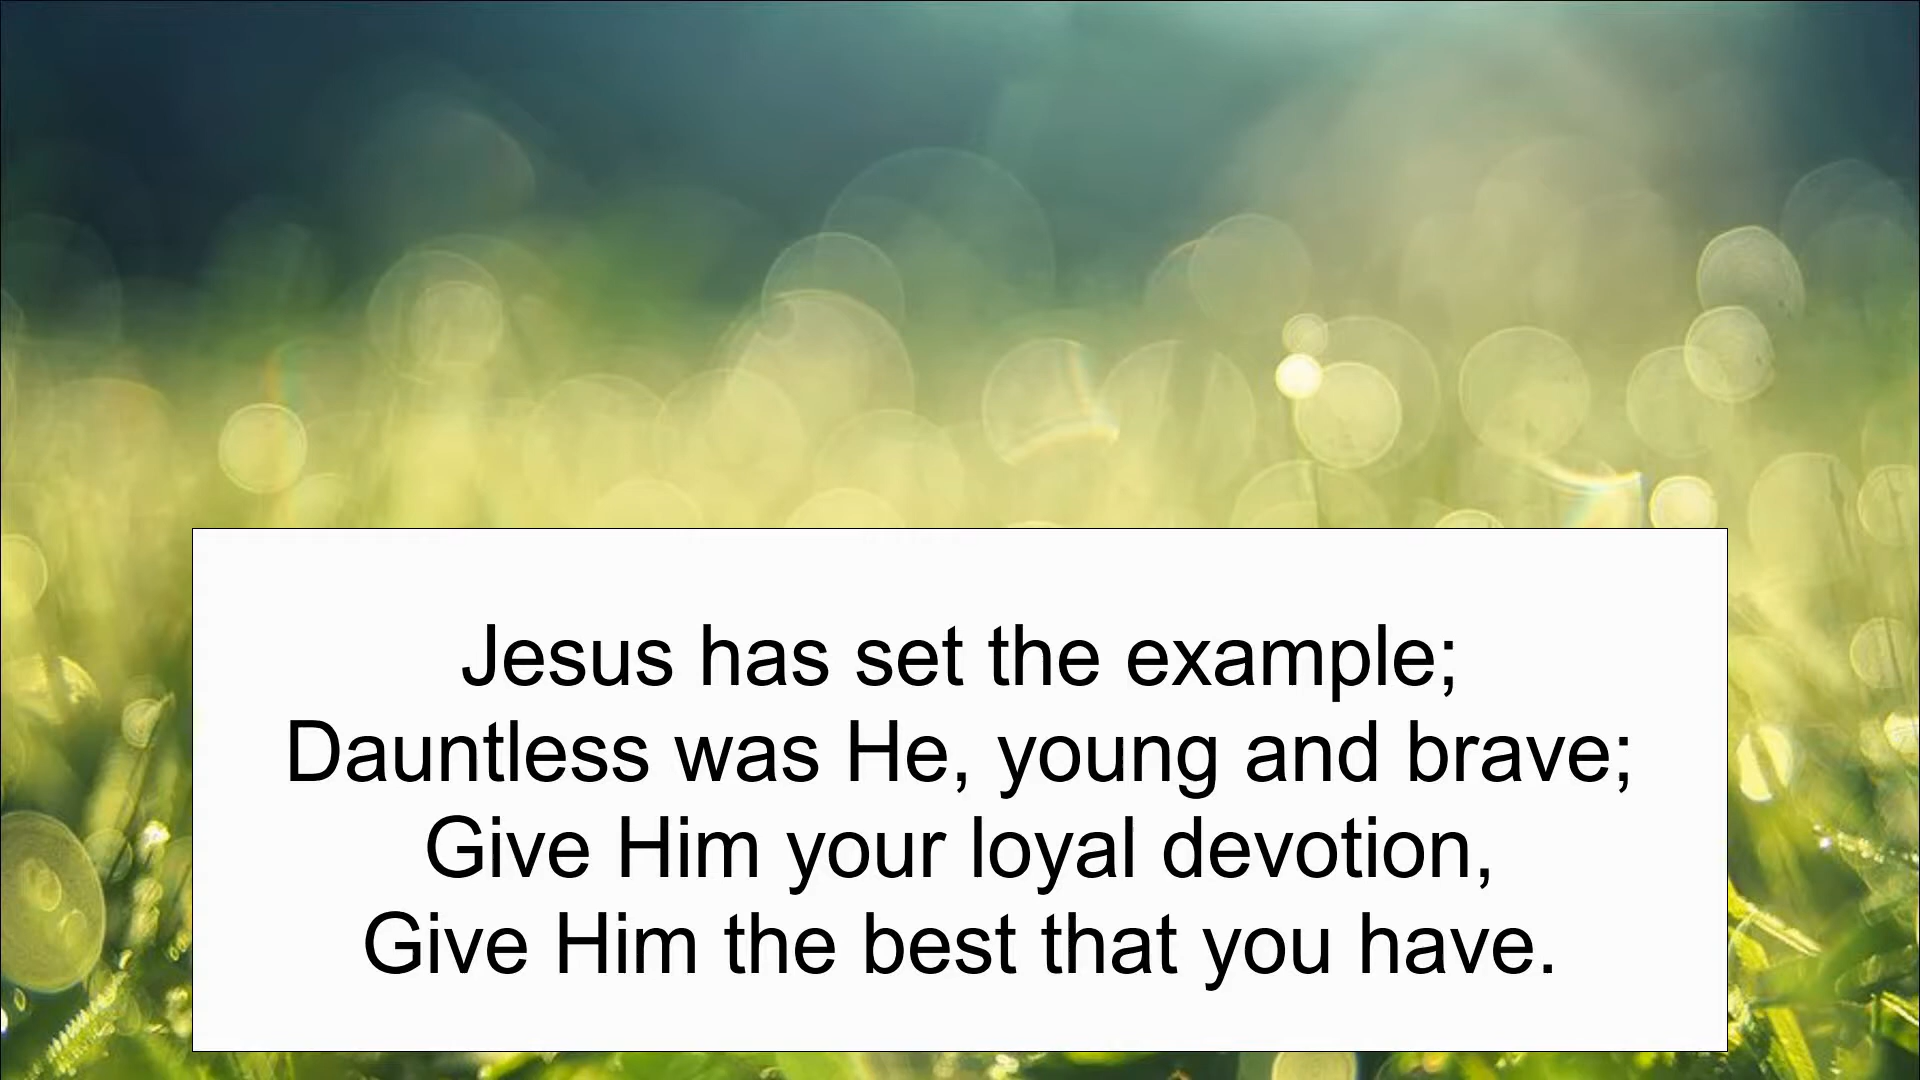 Jesus has set the example;
Dauntless was He, young and brave;
Give Him your loyal devotion,
Give Him the best that you have.